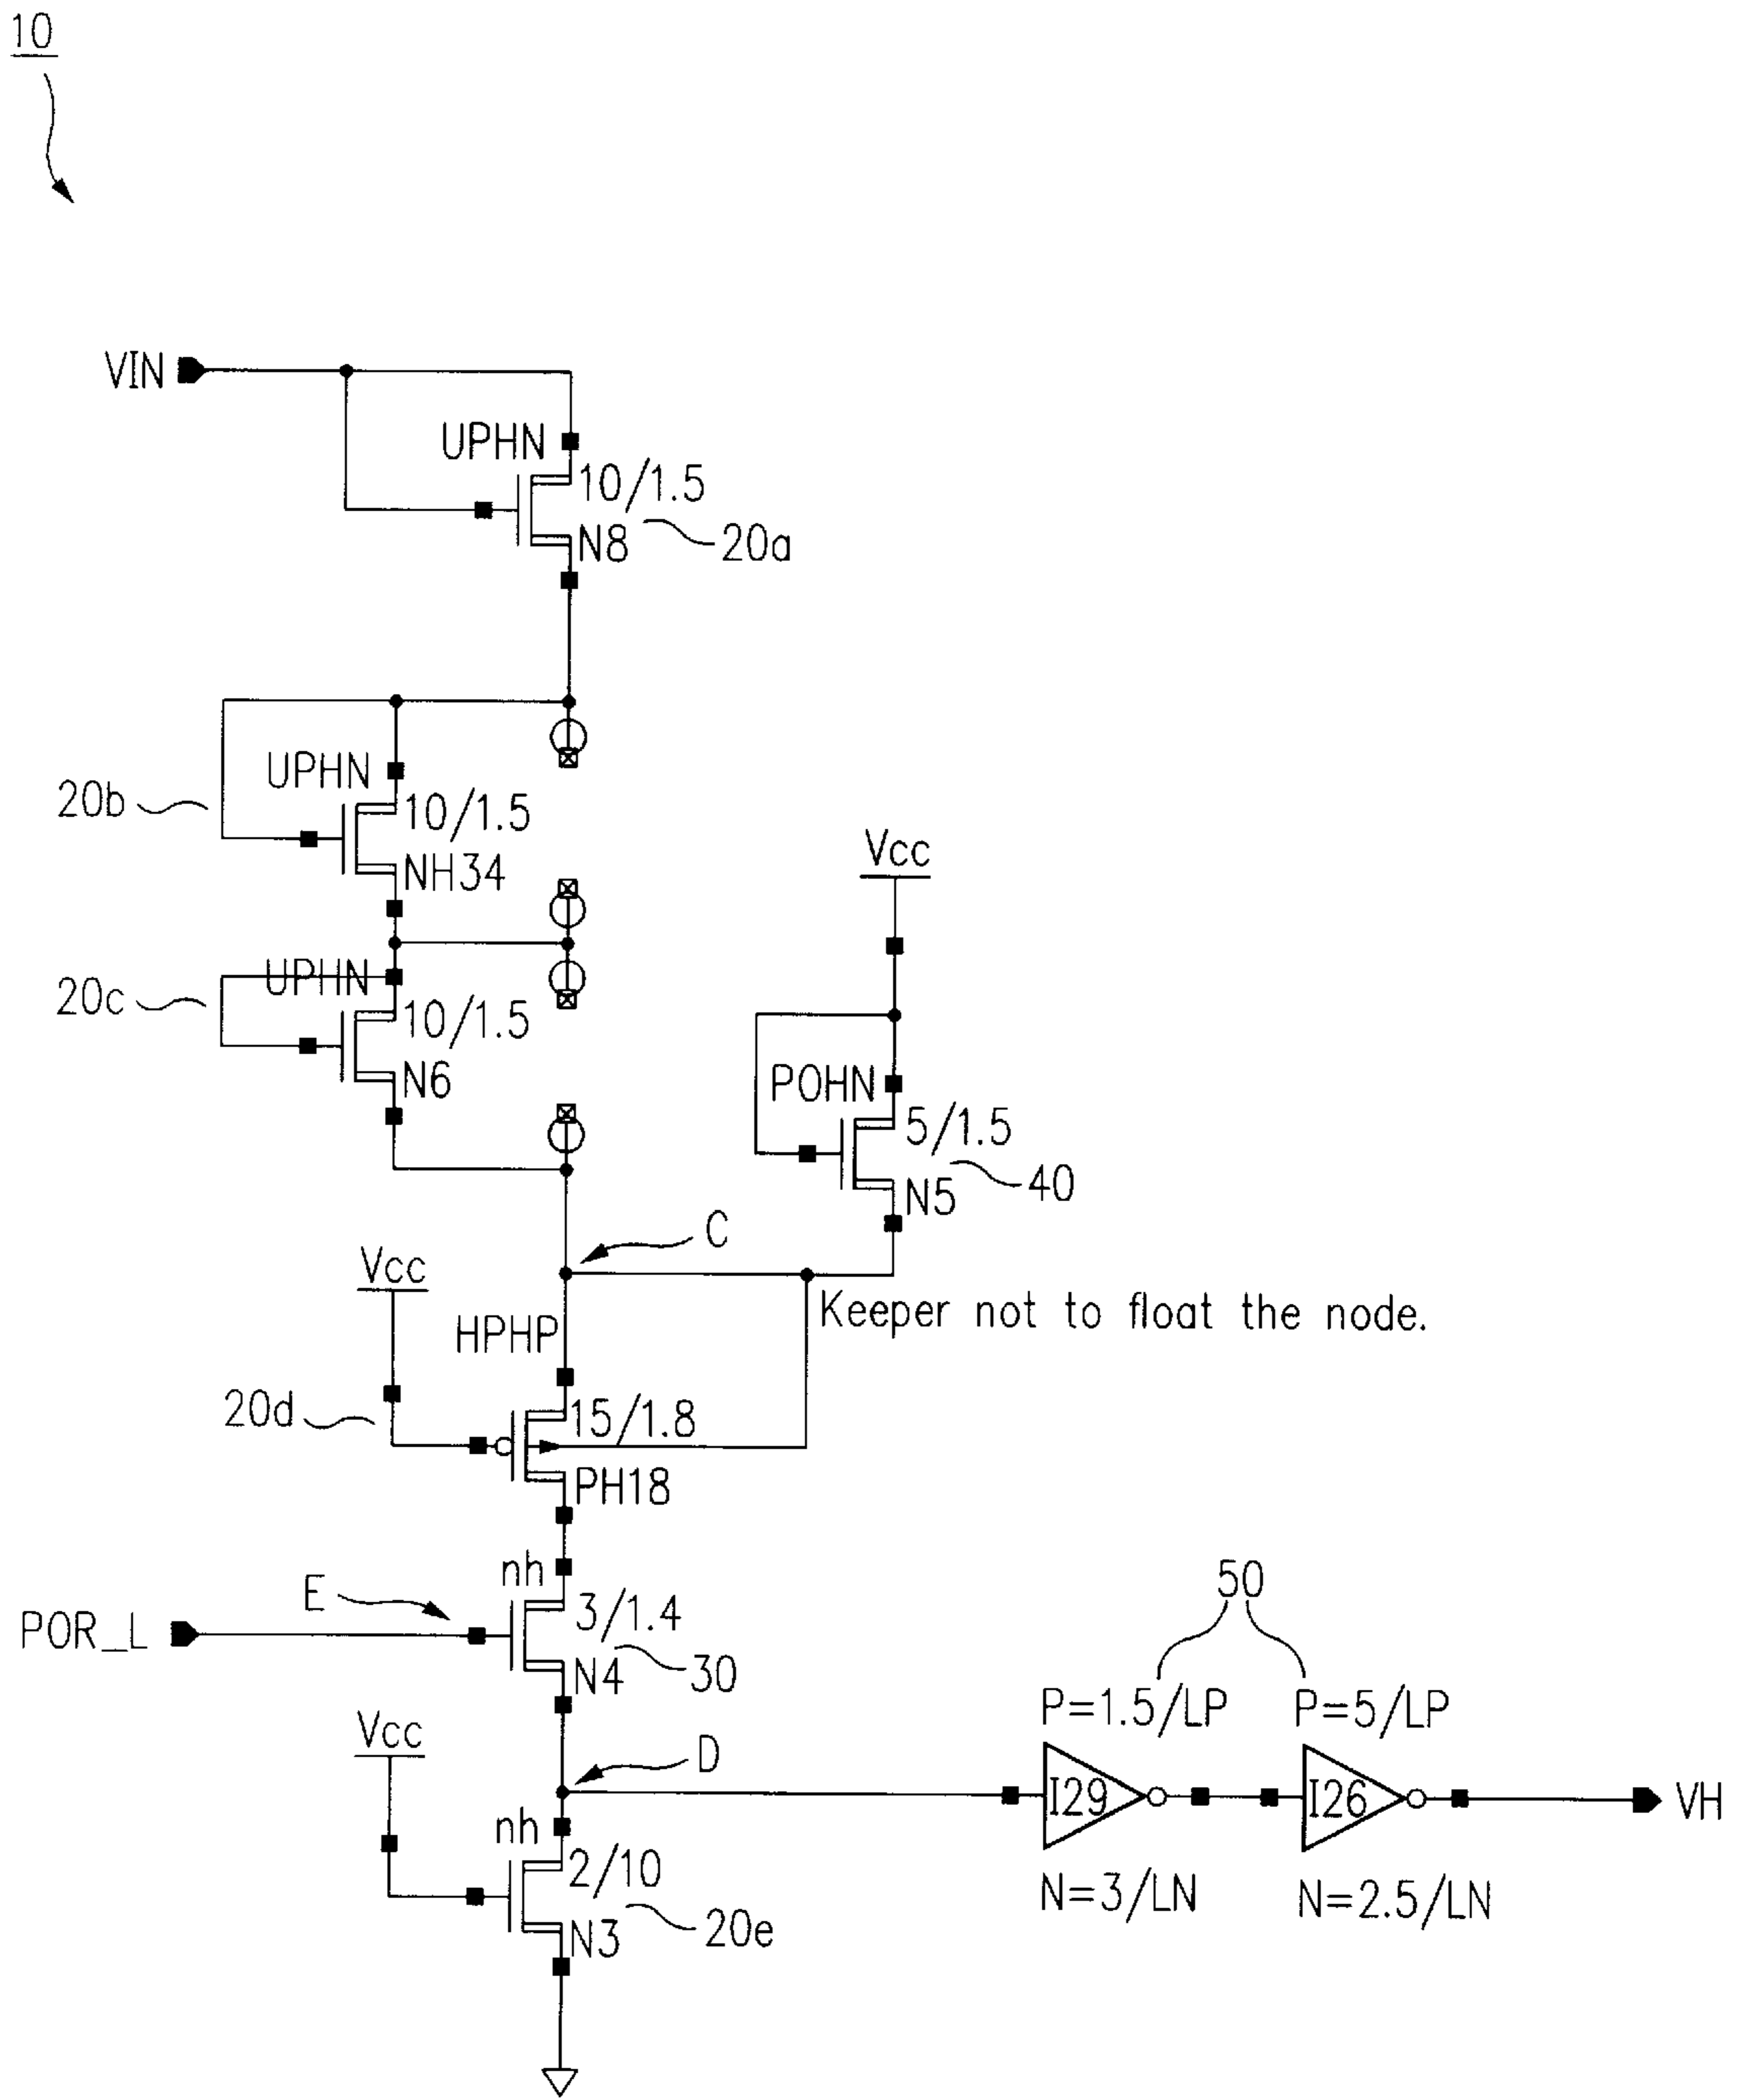 10
VIN
UPHN
10/1.5
N8
20a
UPHN
20b
10/1.5
NH34
Vcc
UPHN
20c
10/1.5
N6
POHN
5/1.5
40
N5
C
Vcc
Keeper not to float the node.
HPHP
20d
15/1.8
PH18
nh
E
50
3/1.4
POR_L
30
N4
P=1.5/LP
P=5/LP
Vcc
D
I29
I26
VH
nh
2/10
N=3/LN
N=2.5/LN
20e
N3